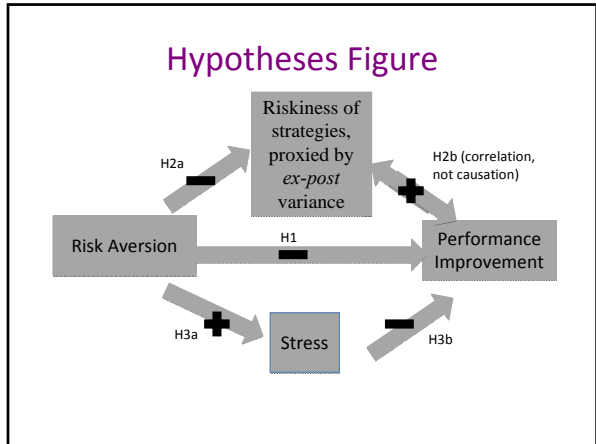 Hypotheses Figure
Riskiness of
strategies,
proxied by
ex-post
variance
H2a
H2b (correlation,
not causation)
Risk Aversion
H1
Performance
Improvement
H3a
Stress
H3b